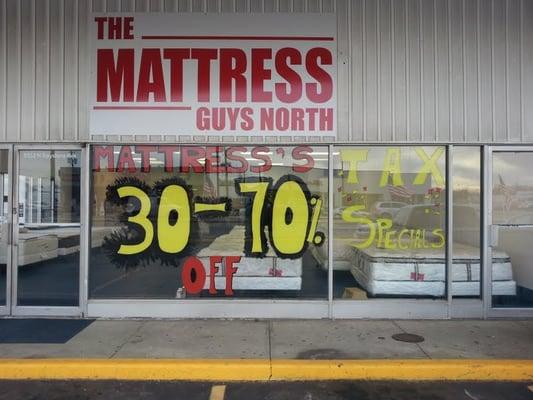 THE
MATTRESS
GUYS NORTH
MATTRESS'S
30-70%
OFF
TAX
SPECIALS